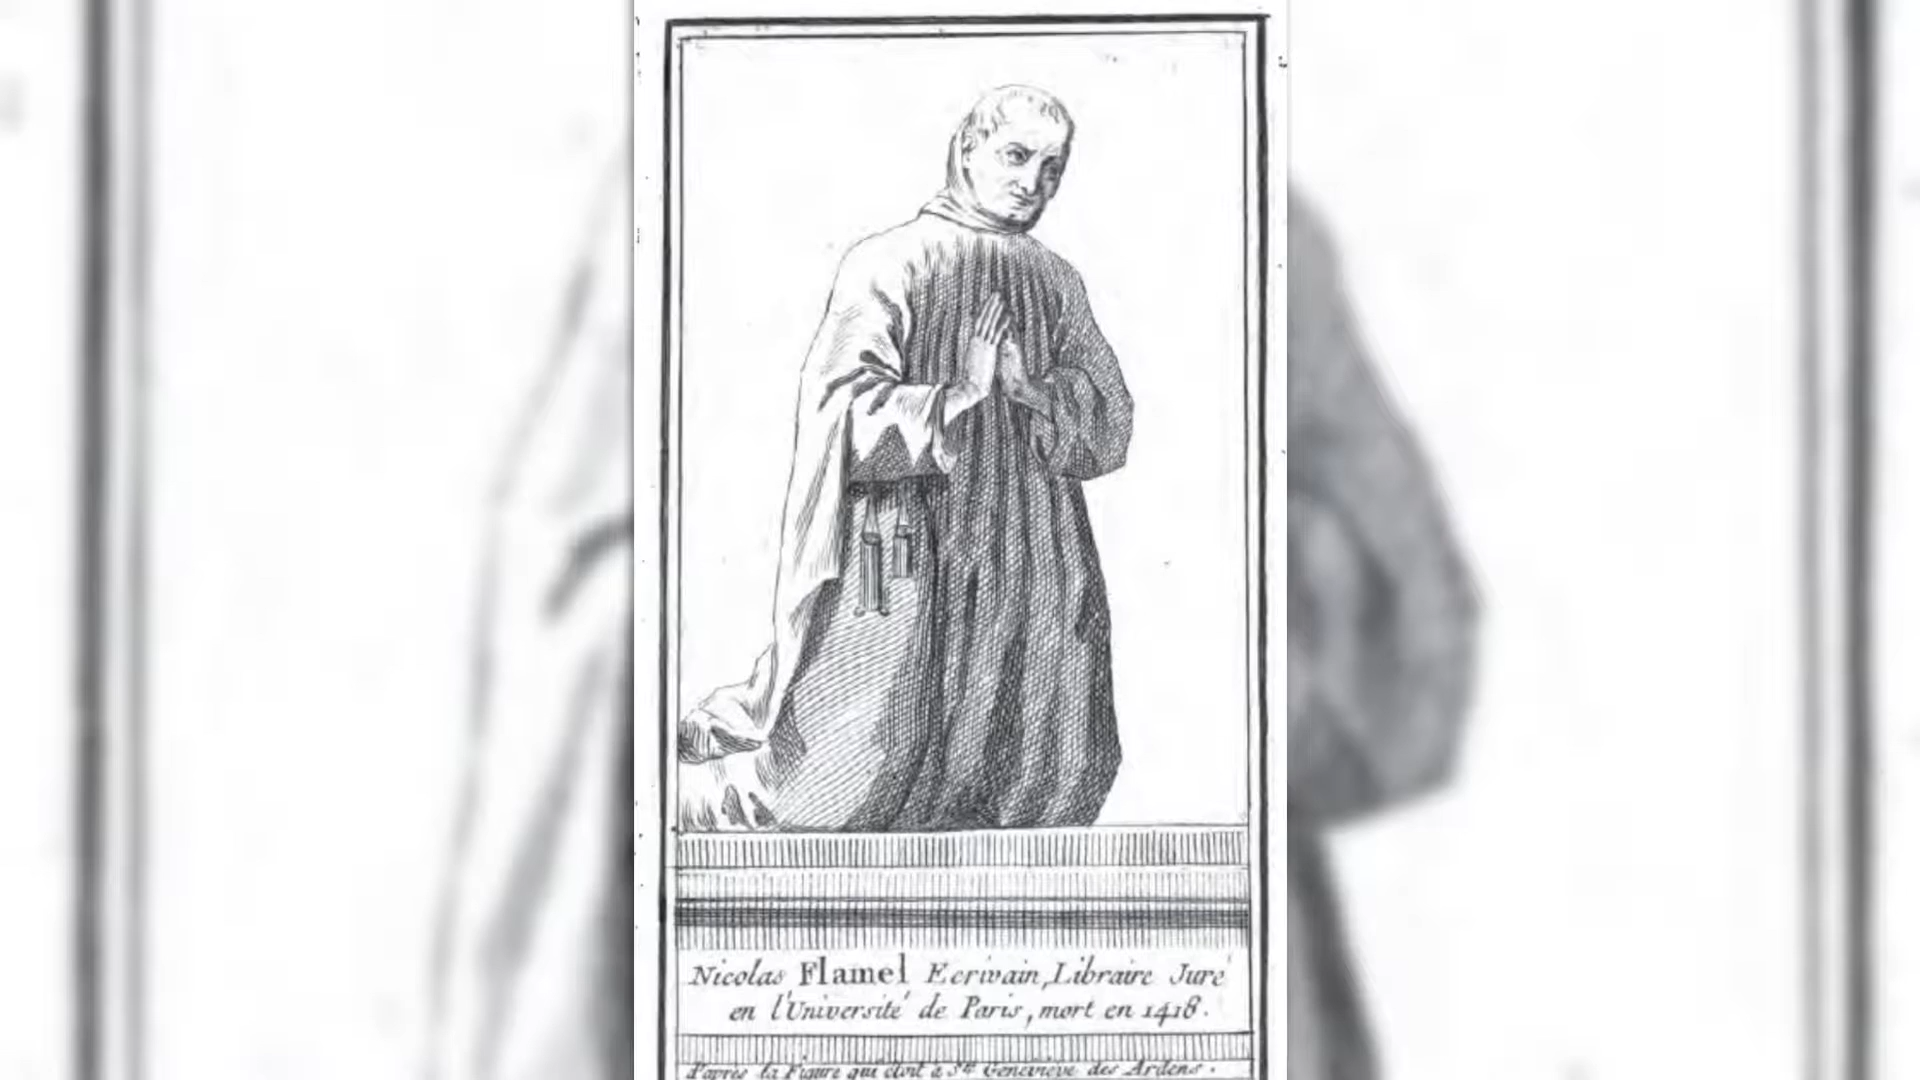 Nicolas Flamel Ecrivain, Libraire Juré
en l'Université de Paris, mort en 1418.
d'après la Figure qui étoit à Ste Geneviève des Ardens.